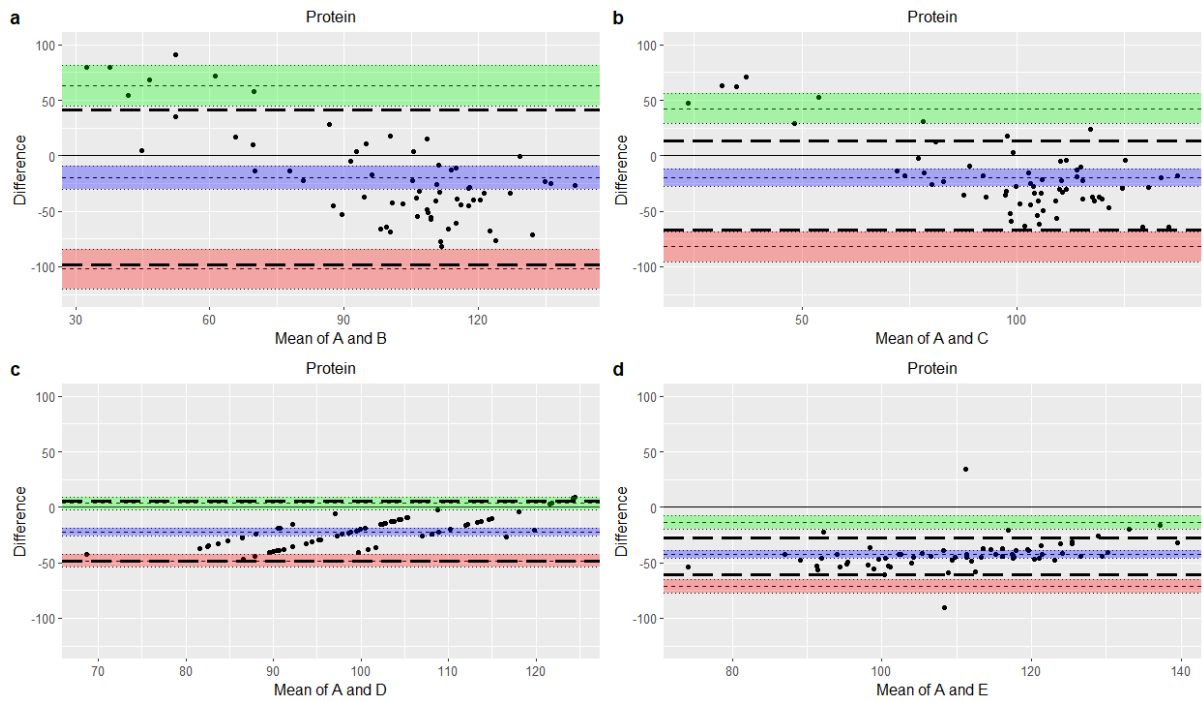 a
Protein
100
50
0
-50
-100
Difference
30
60
90
120
Mean of A and B
b
Protein
100
50
0
-50
-100
Difference
50
100
Mean of A and C
c
Protein
100
50
0
-50
-100
Difference
70
80
90
100
110
120
Mean of A and D
d
Protein
100
50
0
-50
-100
Difference
80
100
120
140
Mean of A and E